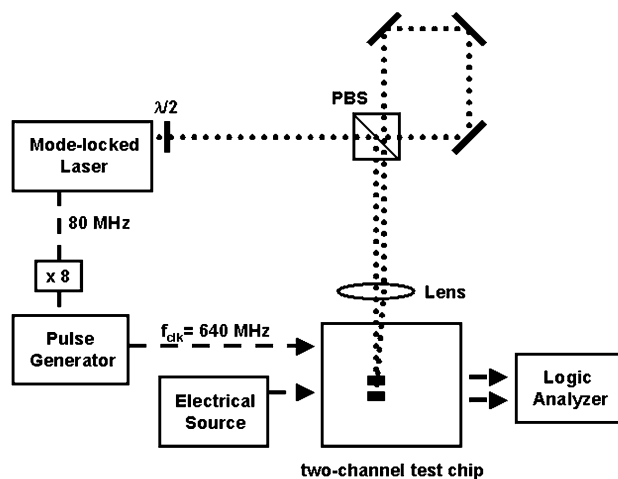 PBS
λ/2
Mode-locked
Laser
80 MHz
x 8
Lens
Pulse
Generator
fclk= 640 MHz
Electrical
Source
Logic
Analyzer
two-channel test chip